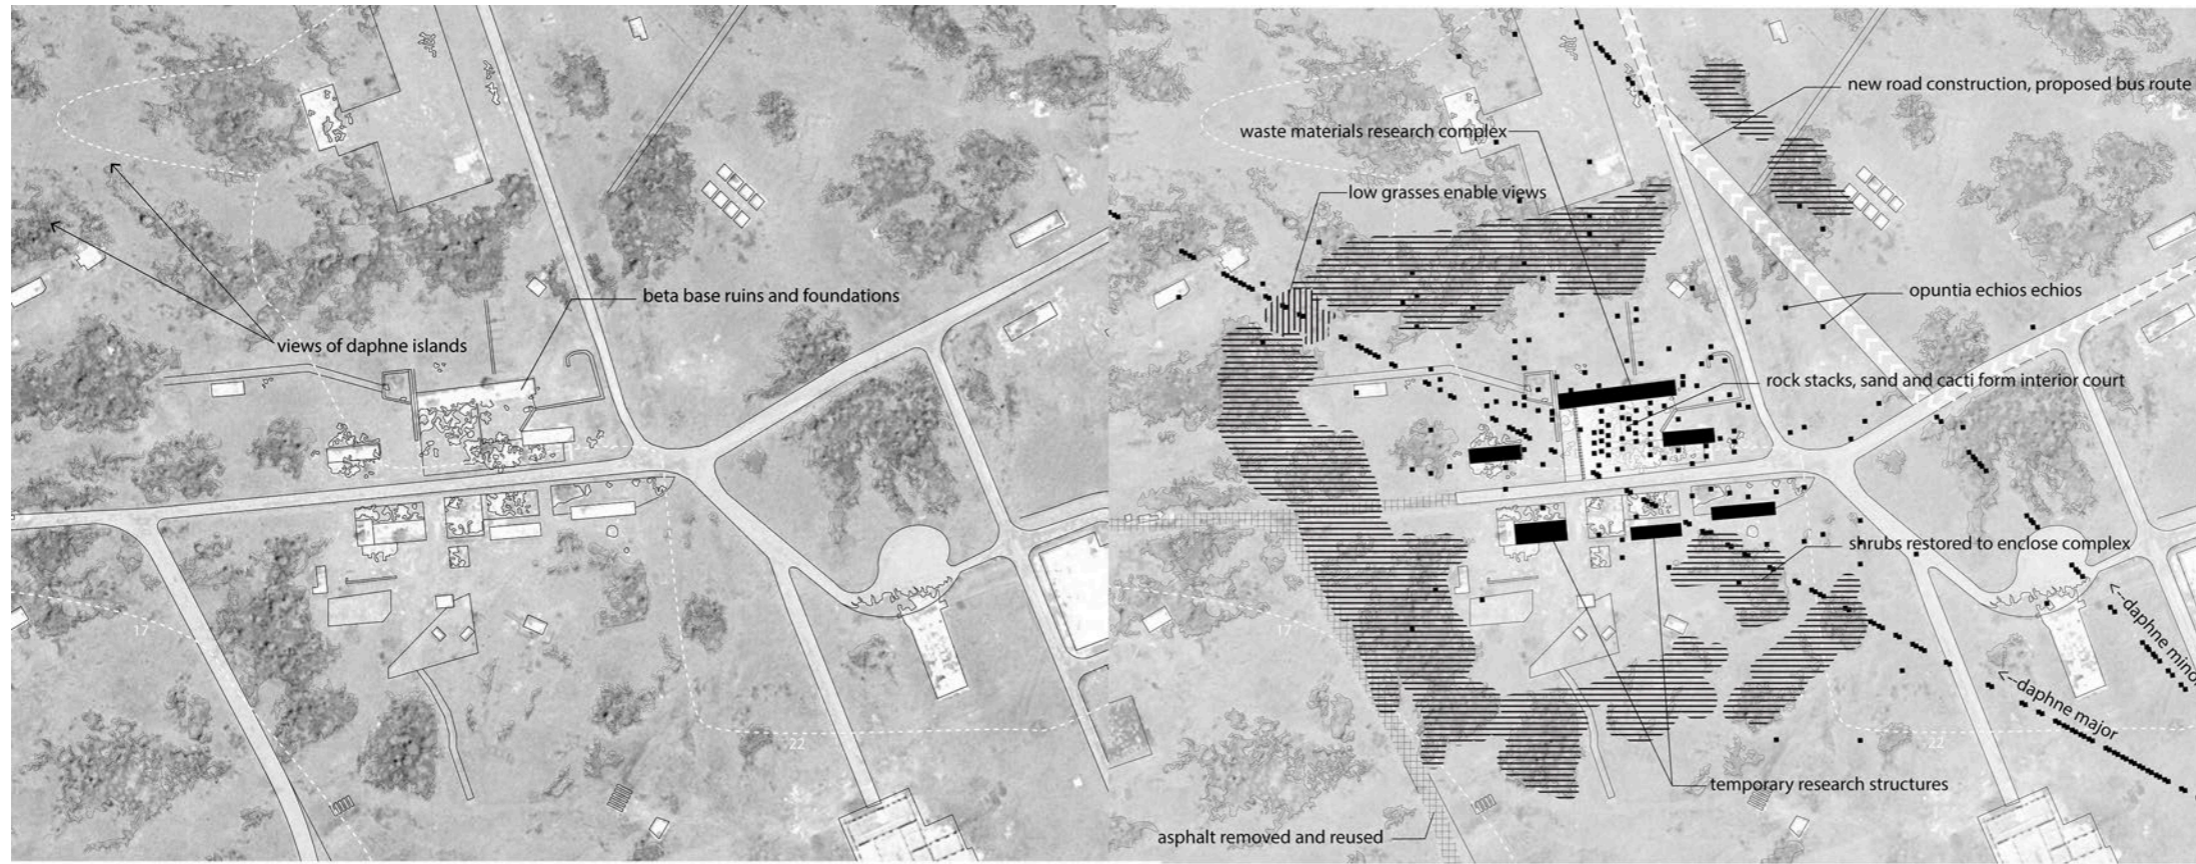 beta base ruins and foundations
views of daphne islands
17
22
new road construction, proposed bus route
waste materials research complex
low grasses enable views
opuntia echios echios
rock stacks, sand and cacti form interior court
shrubs restored to enclose complex
<--daphne minor
<--daphne major
17
22
temporary research structures
asphalt removed and reused